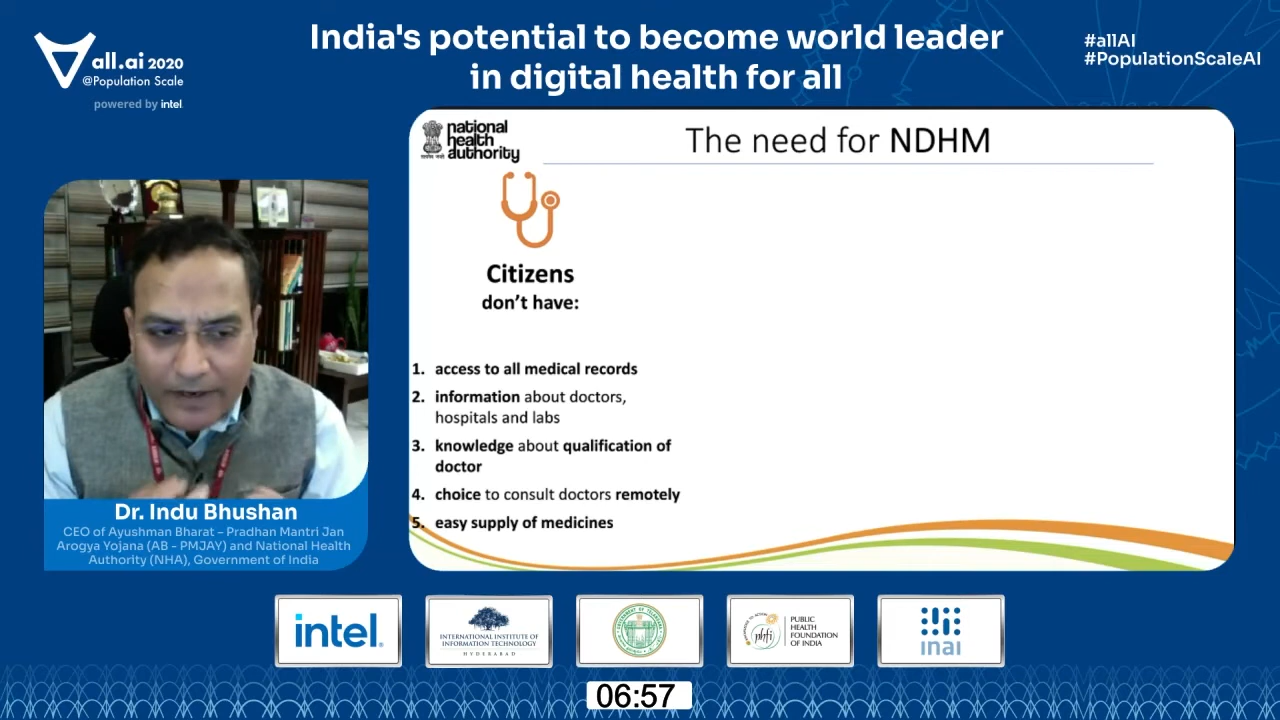 all.ai 2020
@Population Scale
powered by intel
India's potential to become world leader
in digital health for all
#allAI
#PopulationScaleAI
national
health
authority
The need for NDHM
Citizens
don't have:
1. access to all medical records
2. information about doctors,
hospitals and labs
3. knowledge about qualification of
doctor
4. choice to consult doctors remotely
5. easy supply of medicines
Dr. Indu Bhushan
CEO of Ayushman Bharat – Pradhan Mantri Jan
Arogya Yojana (AB - PMJAY) and National Health
Authority (NHA), Government of India
intel.
INTERNATIONAL INSTITUTE OF
INFORMATION TECHNOLOGY
HYDERABAD
phfi
PUBLIC
HEALTH
FOUNDATION
OF INDIA
inai
06:57